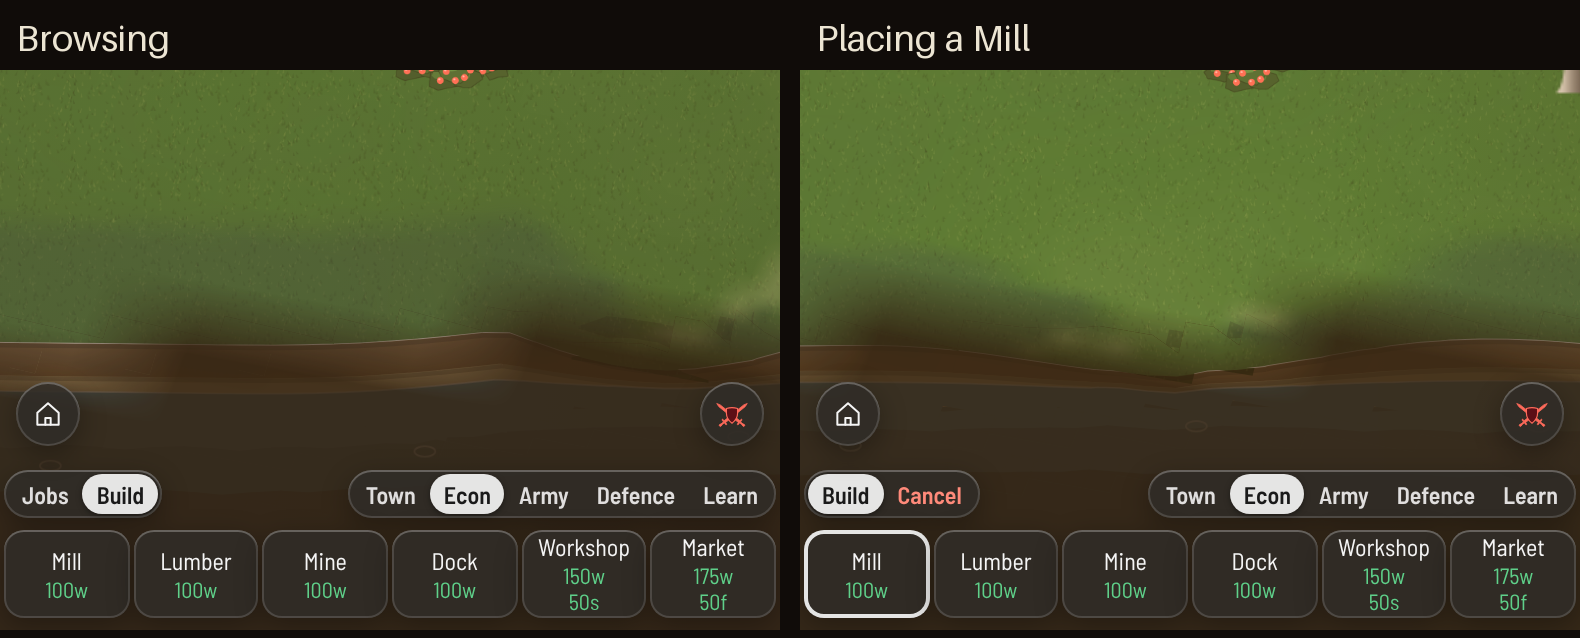 Browsing
Placing a Mill
Jobs Build
Town Econ Army Defence Learn
Build Cancel
Town Econ Army Defence Learn
Mill
100w
Lumber
100w
Mine
100w
Dock
100w
Workshop
150w
50s
Market
175w
50f
Mill
100w
Lumber
100w
Mine
100w
Dock
100w
Workshop
150w
50s
Market
175w
50f